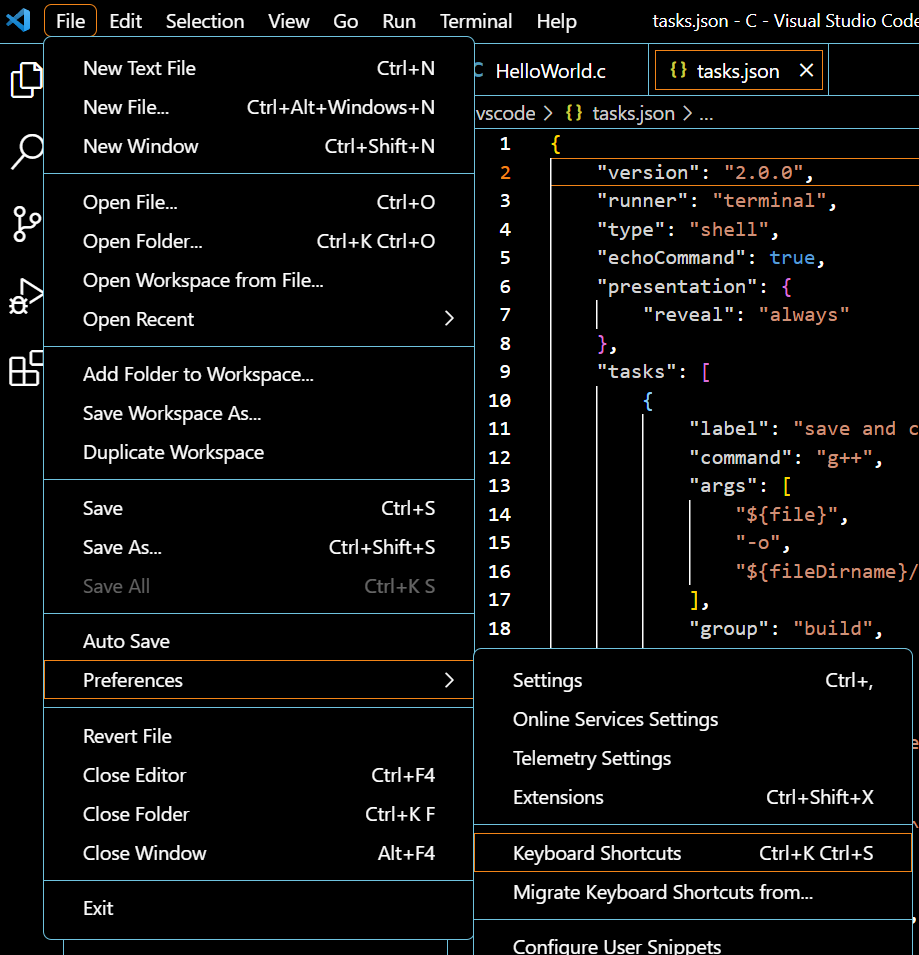 File Edit Selection View Go Run Terminal Help tasks.json - C - Visual Studio Code
New Text File Ctrl+N
New File... Ctrl+Alt+Windows+N
New Window Ctrl+Shift+N
Open File... Ctrl+O
Open Folder... Ctrl+K Ctrl+O
Open Workspace from File...
Open Recent
Add Folder to Workspace...
Save Workspace As...
Duplicate Workspace
Save Ctrl+S
Save As... Ctrl+Shift+S
Save All Ctrl+K S
Auto Save
Preferences
Revert File
Close Editor Ctrl+F4
Close Folder Ctrl+K F
Close Window Alt+F4
Exit
C HelloWorld.c {} tasks.json
vscode > {} tasks.json > ...
1 {
2 "version": "2.0.0",
3 "runner": "terminal",
4 "type": "shell",
5 "echoCommand": true,
6 "presentation": {
7 "reveal": "always"
8 },
9 "tasks": [
10 {
11 "label": "save and c
12 "command": "g++",
13 "args": [
14 "${file}",
15 "-o",
16 "${fileDirname}/
17 ],
18 "group": "build",
Settings Ctrl+,
Online Services Settings
Telemetry Settings
Extensions Ctrl+Shift+X
Keyboard Shortcuts Ctrl+K Ctrl+S
Migrate Keyboard Shortcuts from...
Configure User Snippets